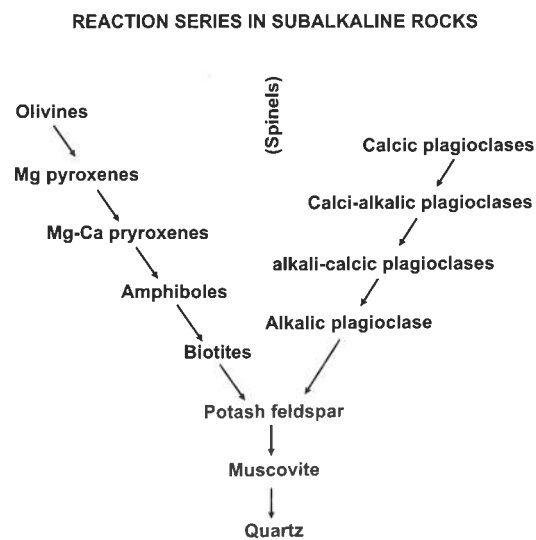 REACTION SERIES IN SUBALKALINE ROCKS
(Spinels)
Olivines
Calcic plagioclases
Mg pyroxenes
Calci-alkalic plagioclases
Mg-Ca pryroxenes
alkali-calcic plagioclases
Amphiboles
Alkalic plagioclase
Biotites
Potash feldspar
Muscovite
Quartz